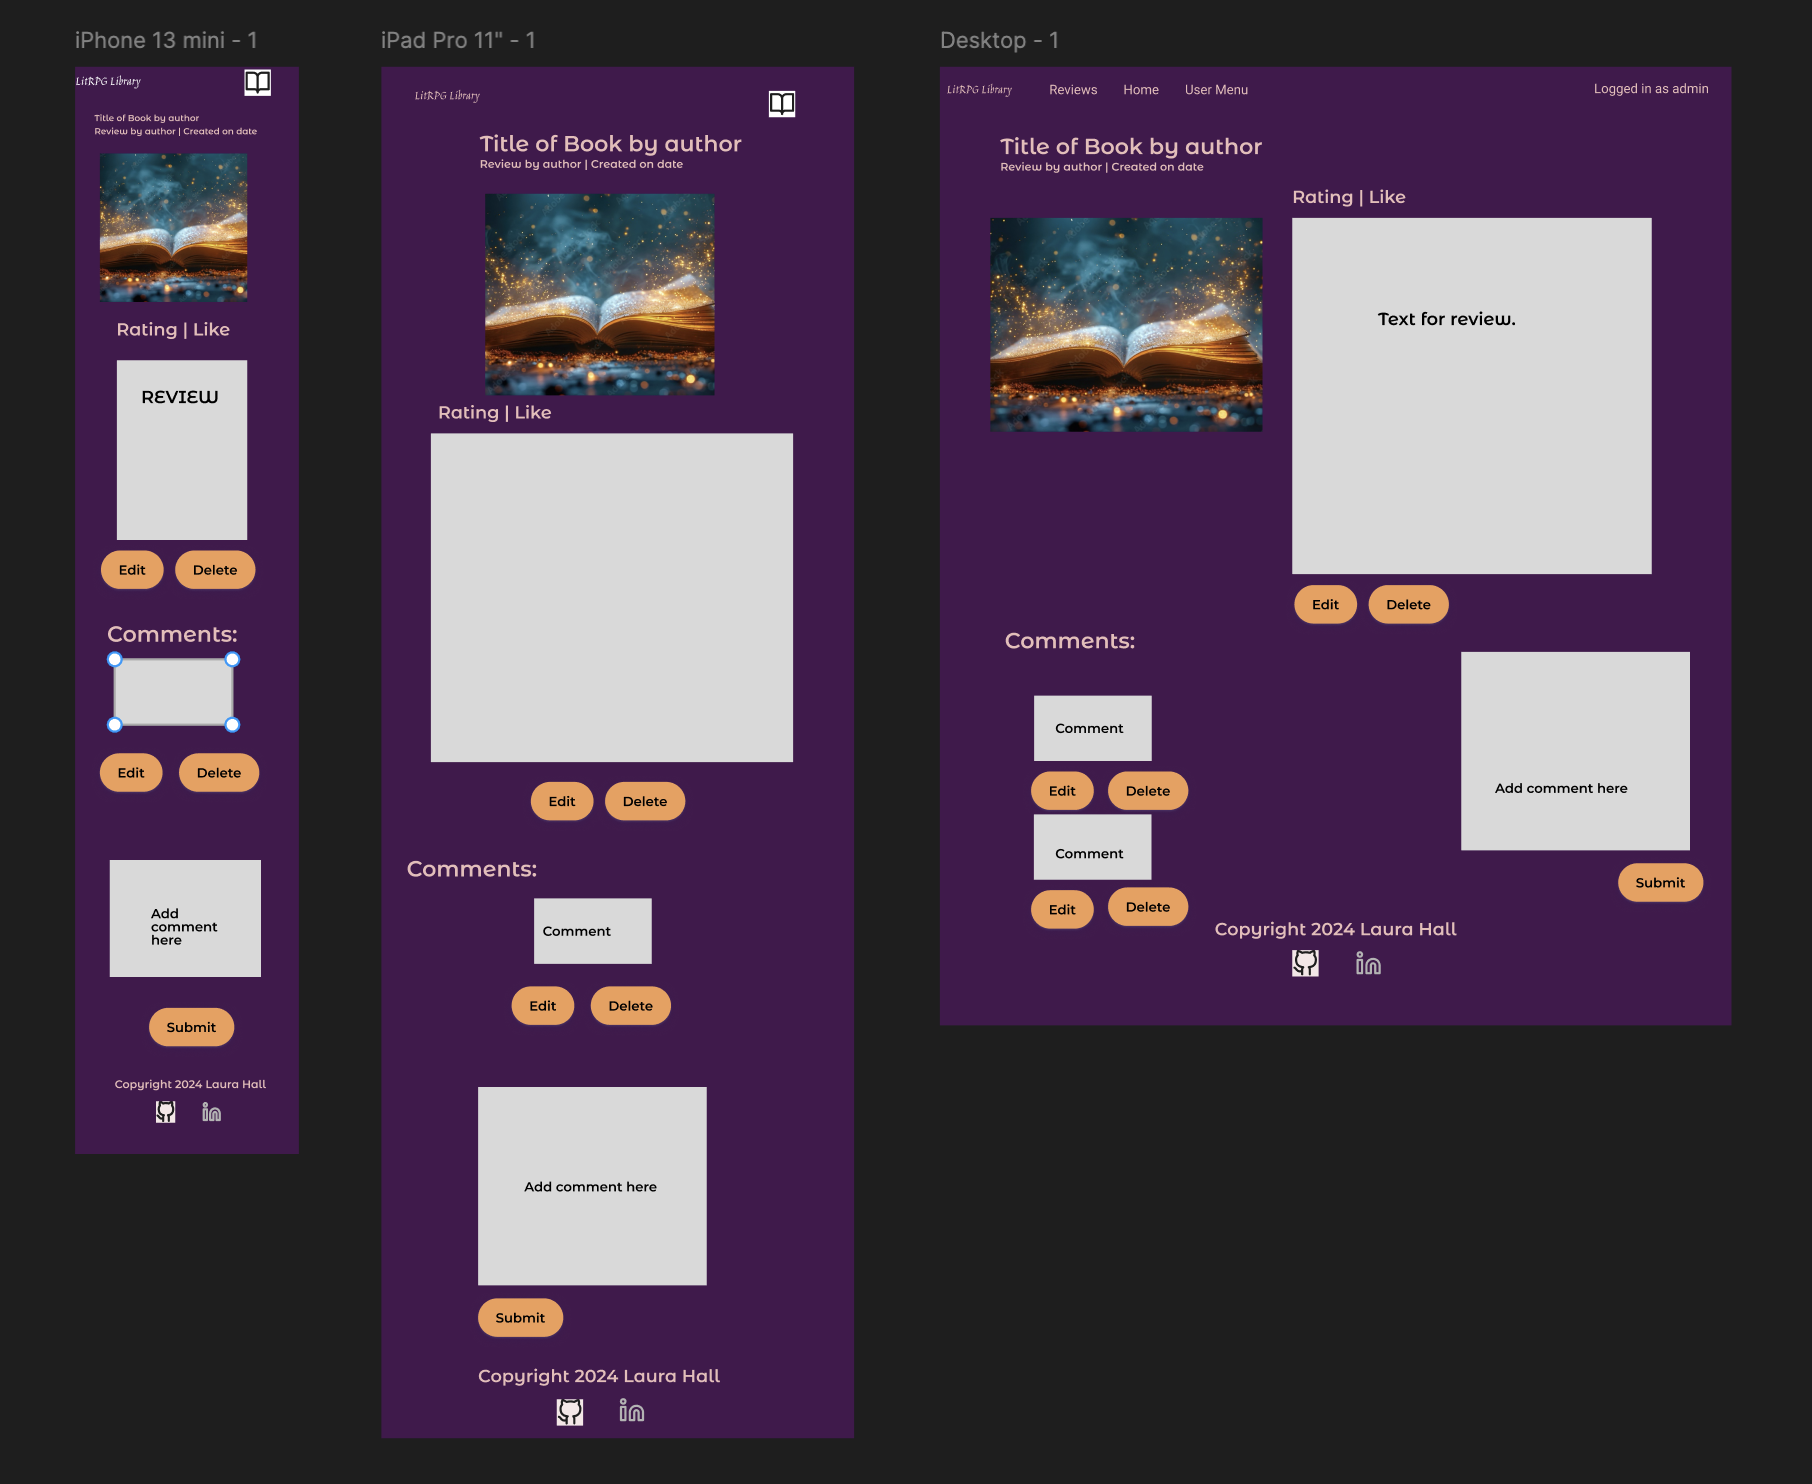 iPhone 13 mini - 1
LitRPG Library
Title of Book by author
Review by author | Created on date
Rating | Like
REVIEW
Edit
Delete
Comments:
Edit
Delete
Add
comment
here
Submit
Copyright 2024 Laura Hall
in
iPad Pro 11" - 1
LitRPG Library
Title of Book by author
Review by author | Created on date
Rating | Like
Edit
Delete
Comments:
Comment
Edit
Delete
Add comment here
Submit
Copyright 2024 Laura Hall
in
Desktop - 1
LitRPG Library
Reviews
Home
User Menu
Logged in as admin
Title of Book by author
Review by author | Created on date
Rating | Like
Text for review.
Edit
Delete
Comments:
Comment
Edit
Delete
Comment
Edit
Delete
Add comment here
Submit
Copyright 2024 Laura Hall
in